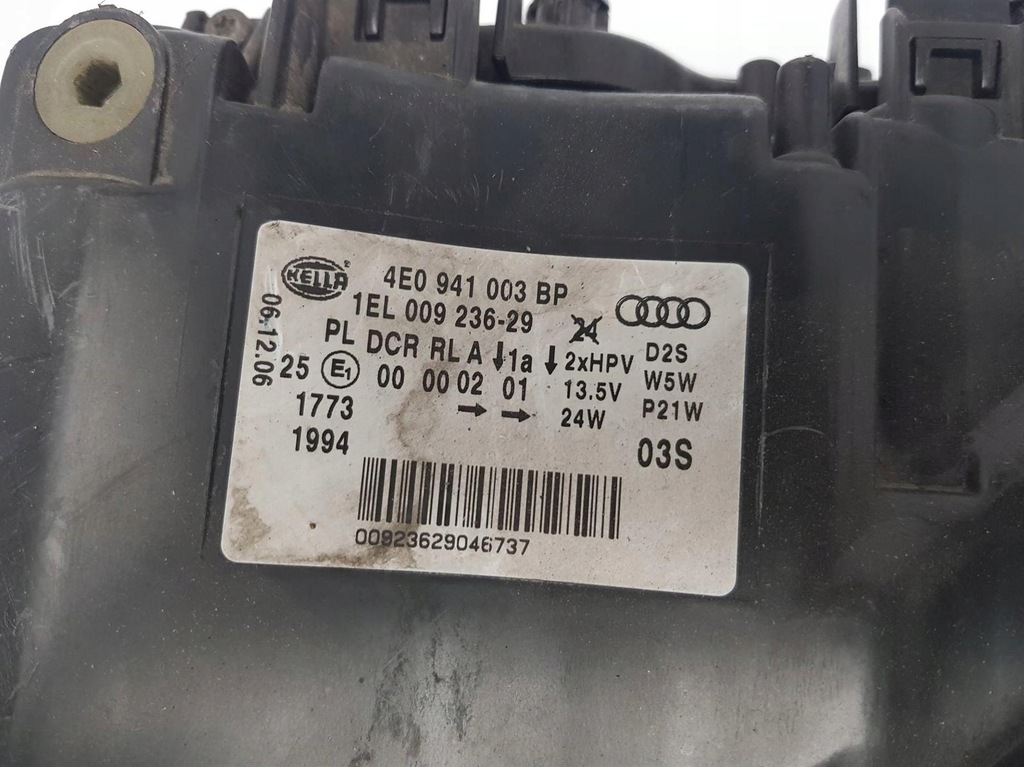 HELLA ®
4E0 941 003 BP
1EL 009 236-29
06.12.06
PL DCR RL A ↓1a ↓ 2xHPV D2S
24
25 E1 00 00 02 01 13.5V W5W
→ → 24W P21W
1773
1994
03S
00923629046737